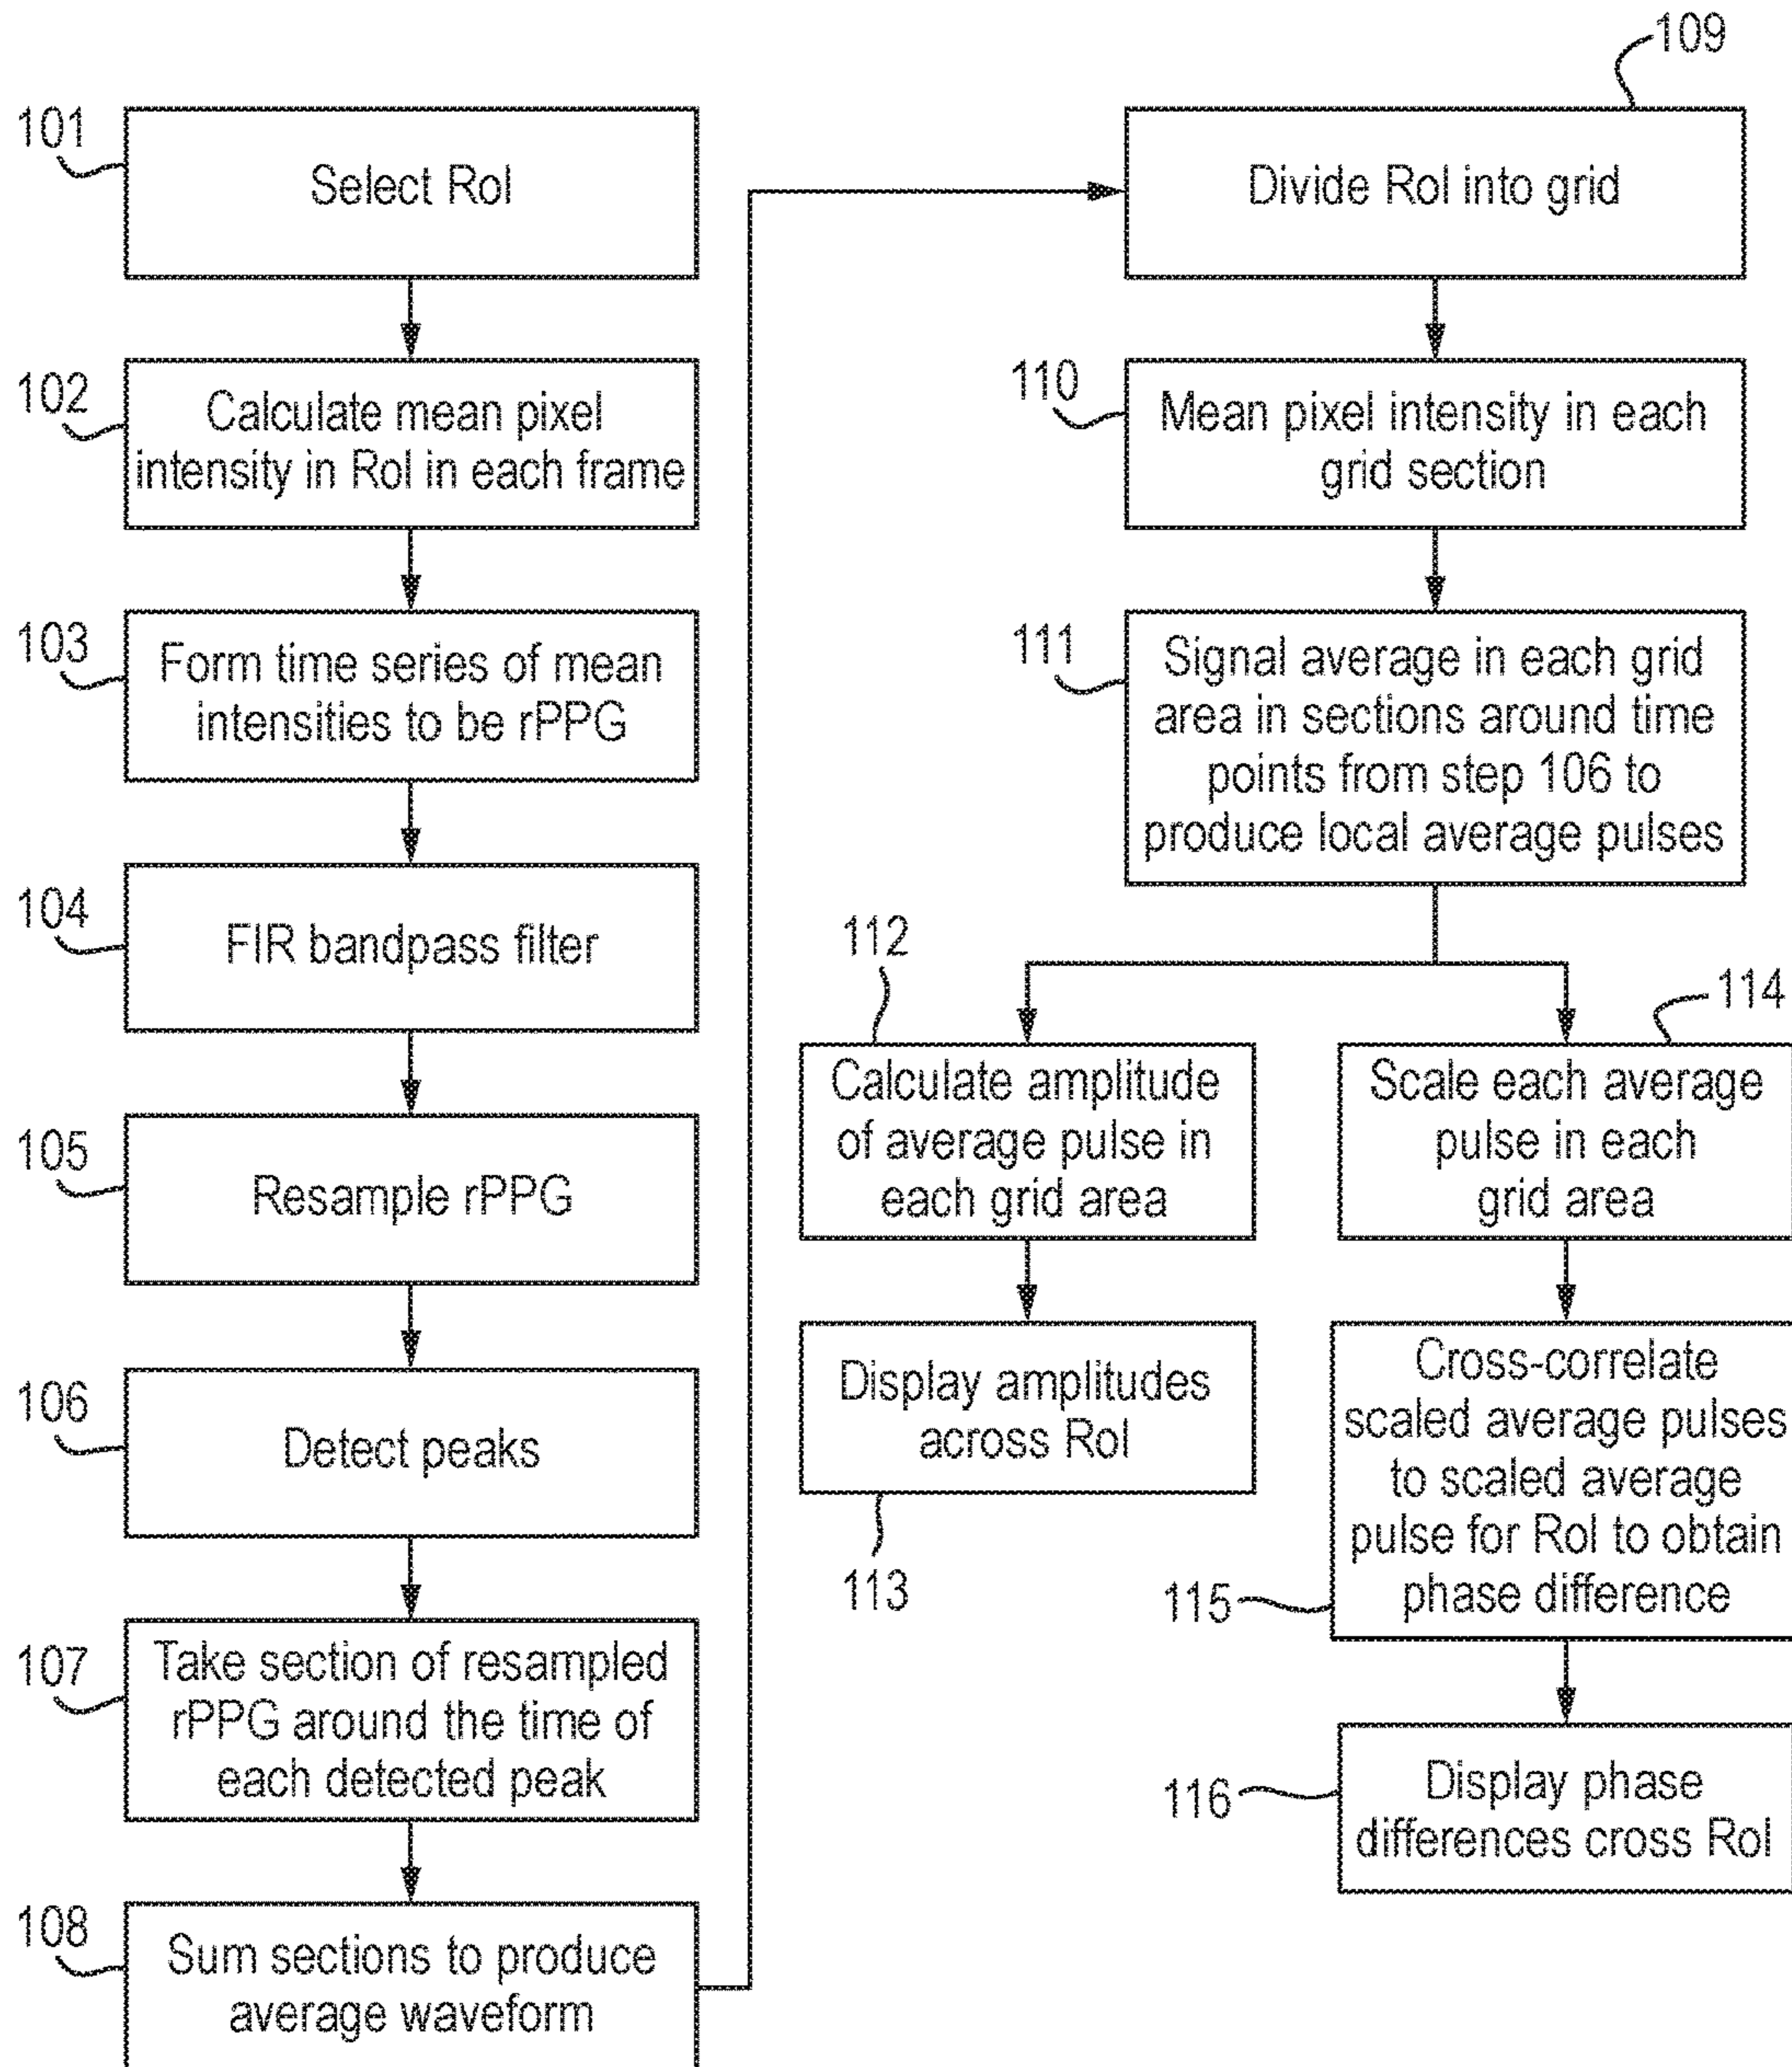 101
Select RoI
102
Calculate mean pixel
intensity in RoI in each frame
103
Form time series of mean
intensities to be rPPG
104
FIR bandpass filter
105
Resample rPPG
106
Detect peaks
107
Take section of resampled
rPPG around the time of
each detected peak
108
Sum sections to produce
average waveform
109
Divide RoI into grid
110
Mean pixel intensity in each
grid section
111
Signal average in each grid
area in sections around time
points from step 106 to
produce local average pulses
112
Calculate amplitude
of average pulse in
each grid area
Display amplitudes
across RoI
113
114
Scale each average
pulse in each
grid area
Cross-correlate
scaled average pulses
to scaled average
pulse for RoI to obtain
phase difference
115
116
Display phase
differences cross RoI